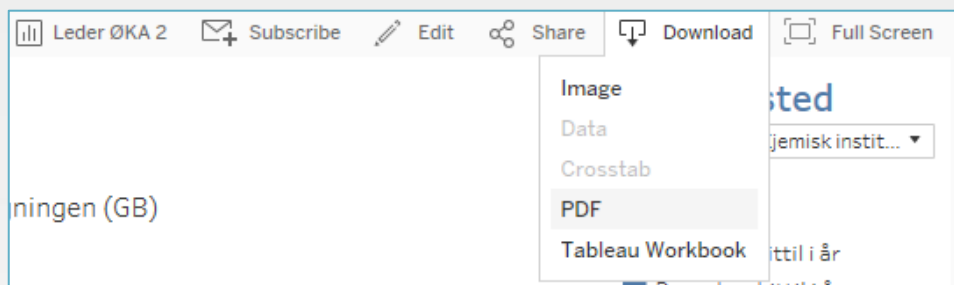 Leder ØKA 2 Subscribe Edit Share Download Full Screen
Image
sted
Data
jemisk instit...
Crosstab
ningen (GB)
PDF
Tableau Workbook
ittil i år